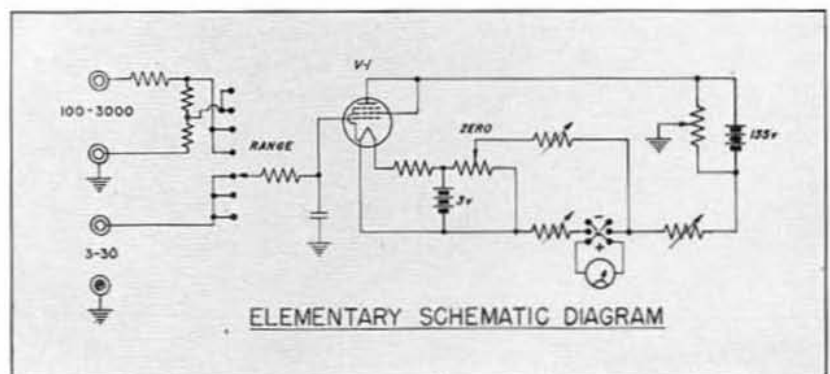 V-1
100-3000
RANGE
ZERO
135v
3v
3-30
- 
+
ELEMENTARY SCHEMATIC DIAGRAM